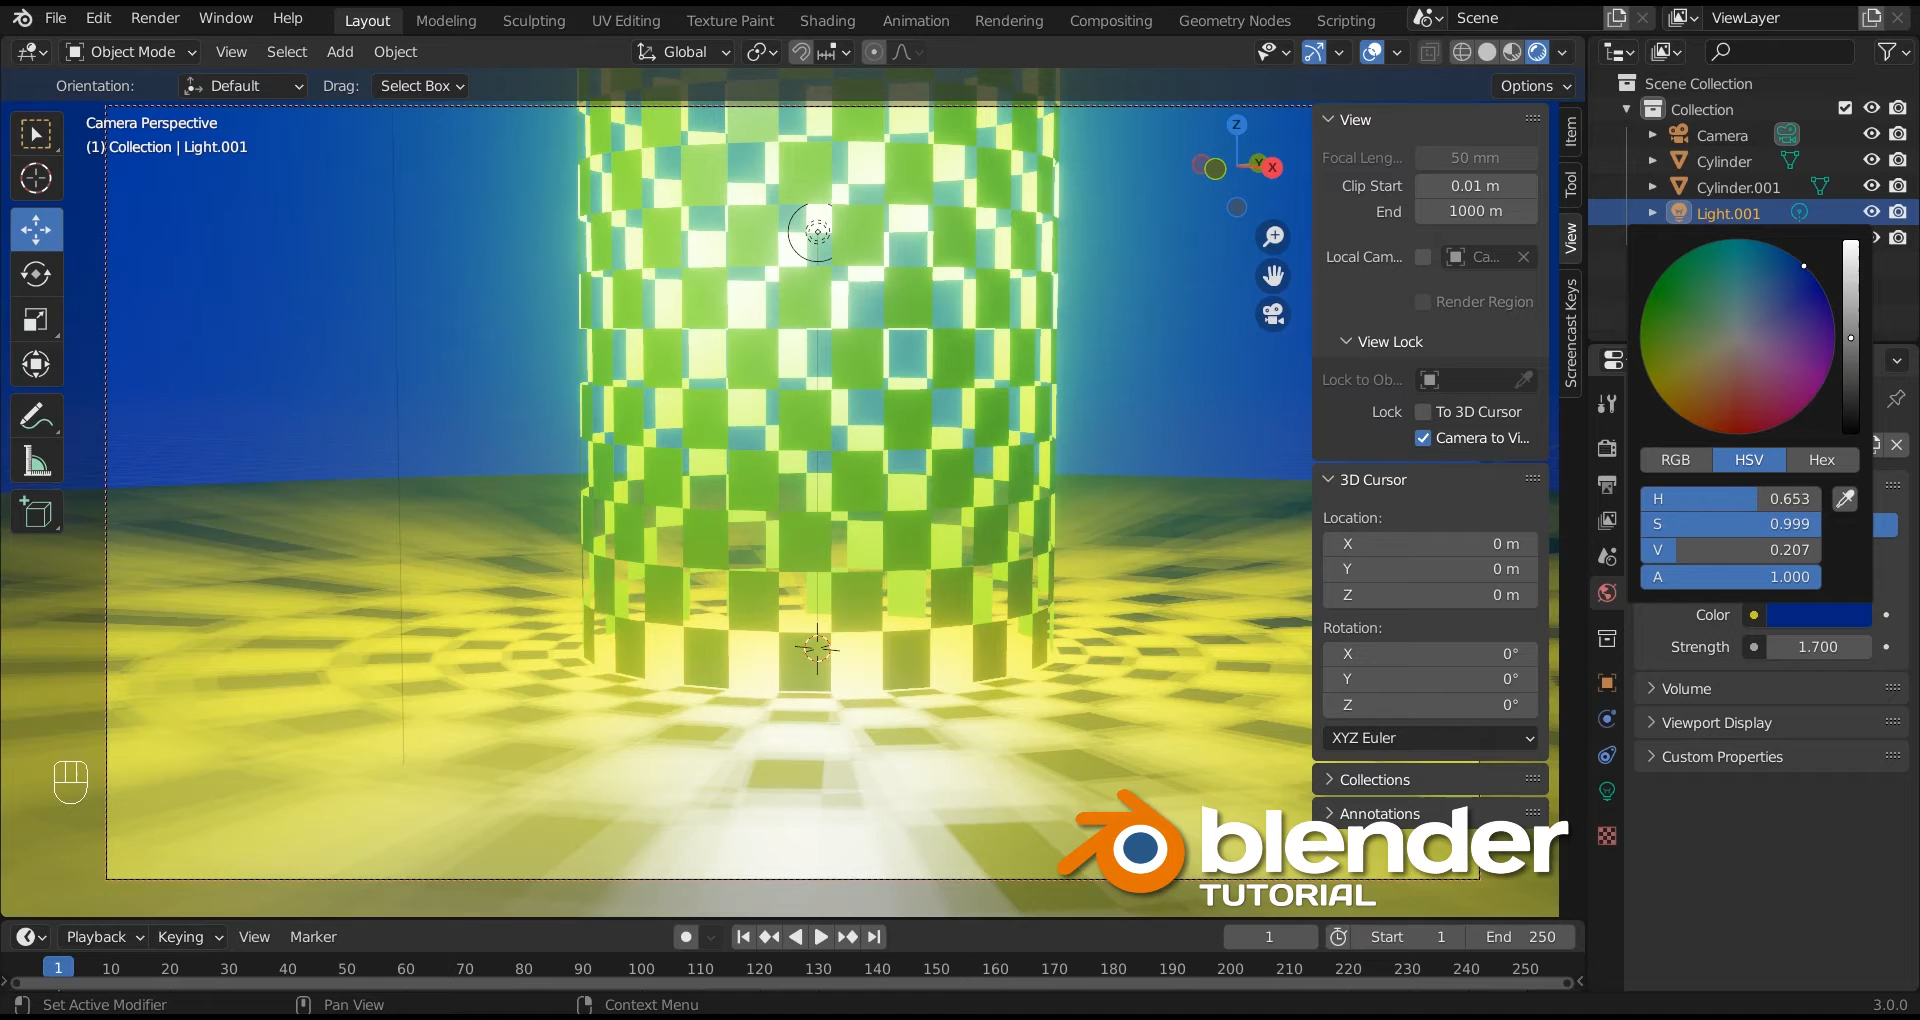 File Edit Render Window Help Layout Modeling Sculpting UV Editing Texture Paint Shading Animation Rendering Compositing Geometry Nodes Scripting Scene ViewLayer
Object Mode View Select Add Object Global
Orientation: Default Drag: Select Box Options
Camera Perspective
(1) Collection | Light.001
View
Focal Leng... 50 mm
Clip Start 0.01 m
End 1000 m
Local Cam... Ca...
Render Region
View Lock
Lock to Ob...
Lock To 3D Cursor
Camera to Vi...
3D Cursor
Location:
X 0 m
Y 0 m
Z 0 m
Rotation:
X 0°
Y 0°
Z 0°
XYZ Euler
Collections
Annotations
Item
Tool
View
Screencast Keys
Z
Y
X
Scene Collection
Collection
Camera
Cylinder
Cylinder.001
Light.001
RGB HSV Hex
H 0.653
S 0.999
V 0.207
A 1.000
Color
Strength 1.700
Volume
Viewport Display
Custom Properties
blender
TUTORIAL
Playback Keying View Marker 1 Start 1 End 250
1 10 20 30 40 50 60 70 80 90 100 110 120 130 140 150 160 170 180 190 200 210 220 230 240 250
Set Active Modifier Pan View Context Menu 3.0.0